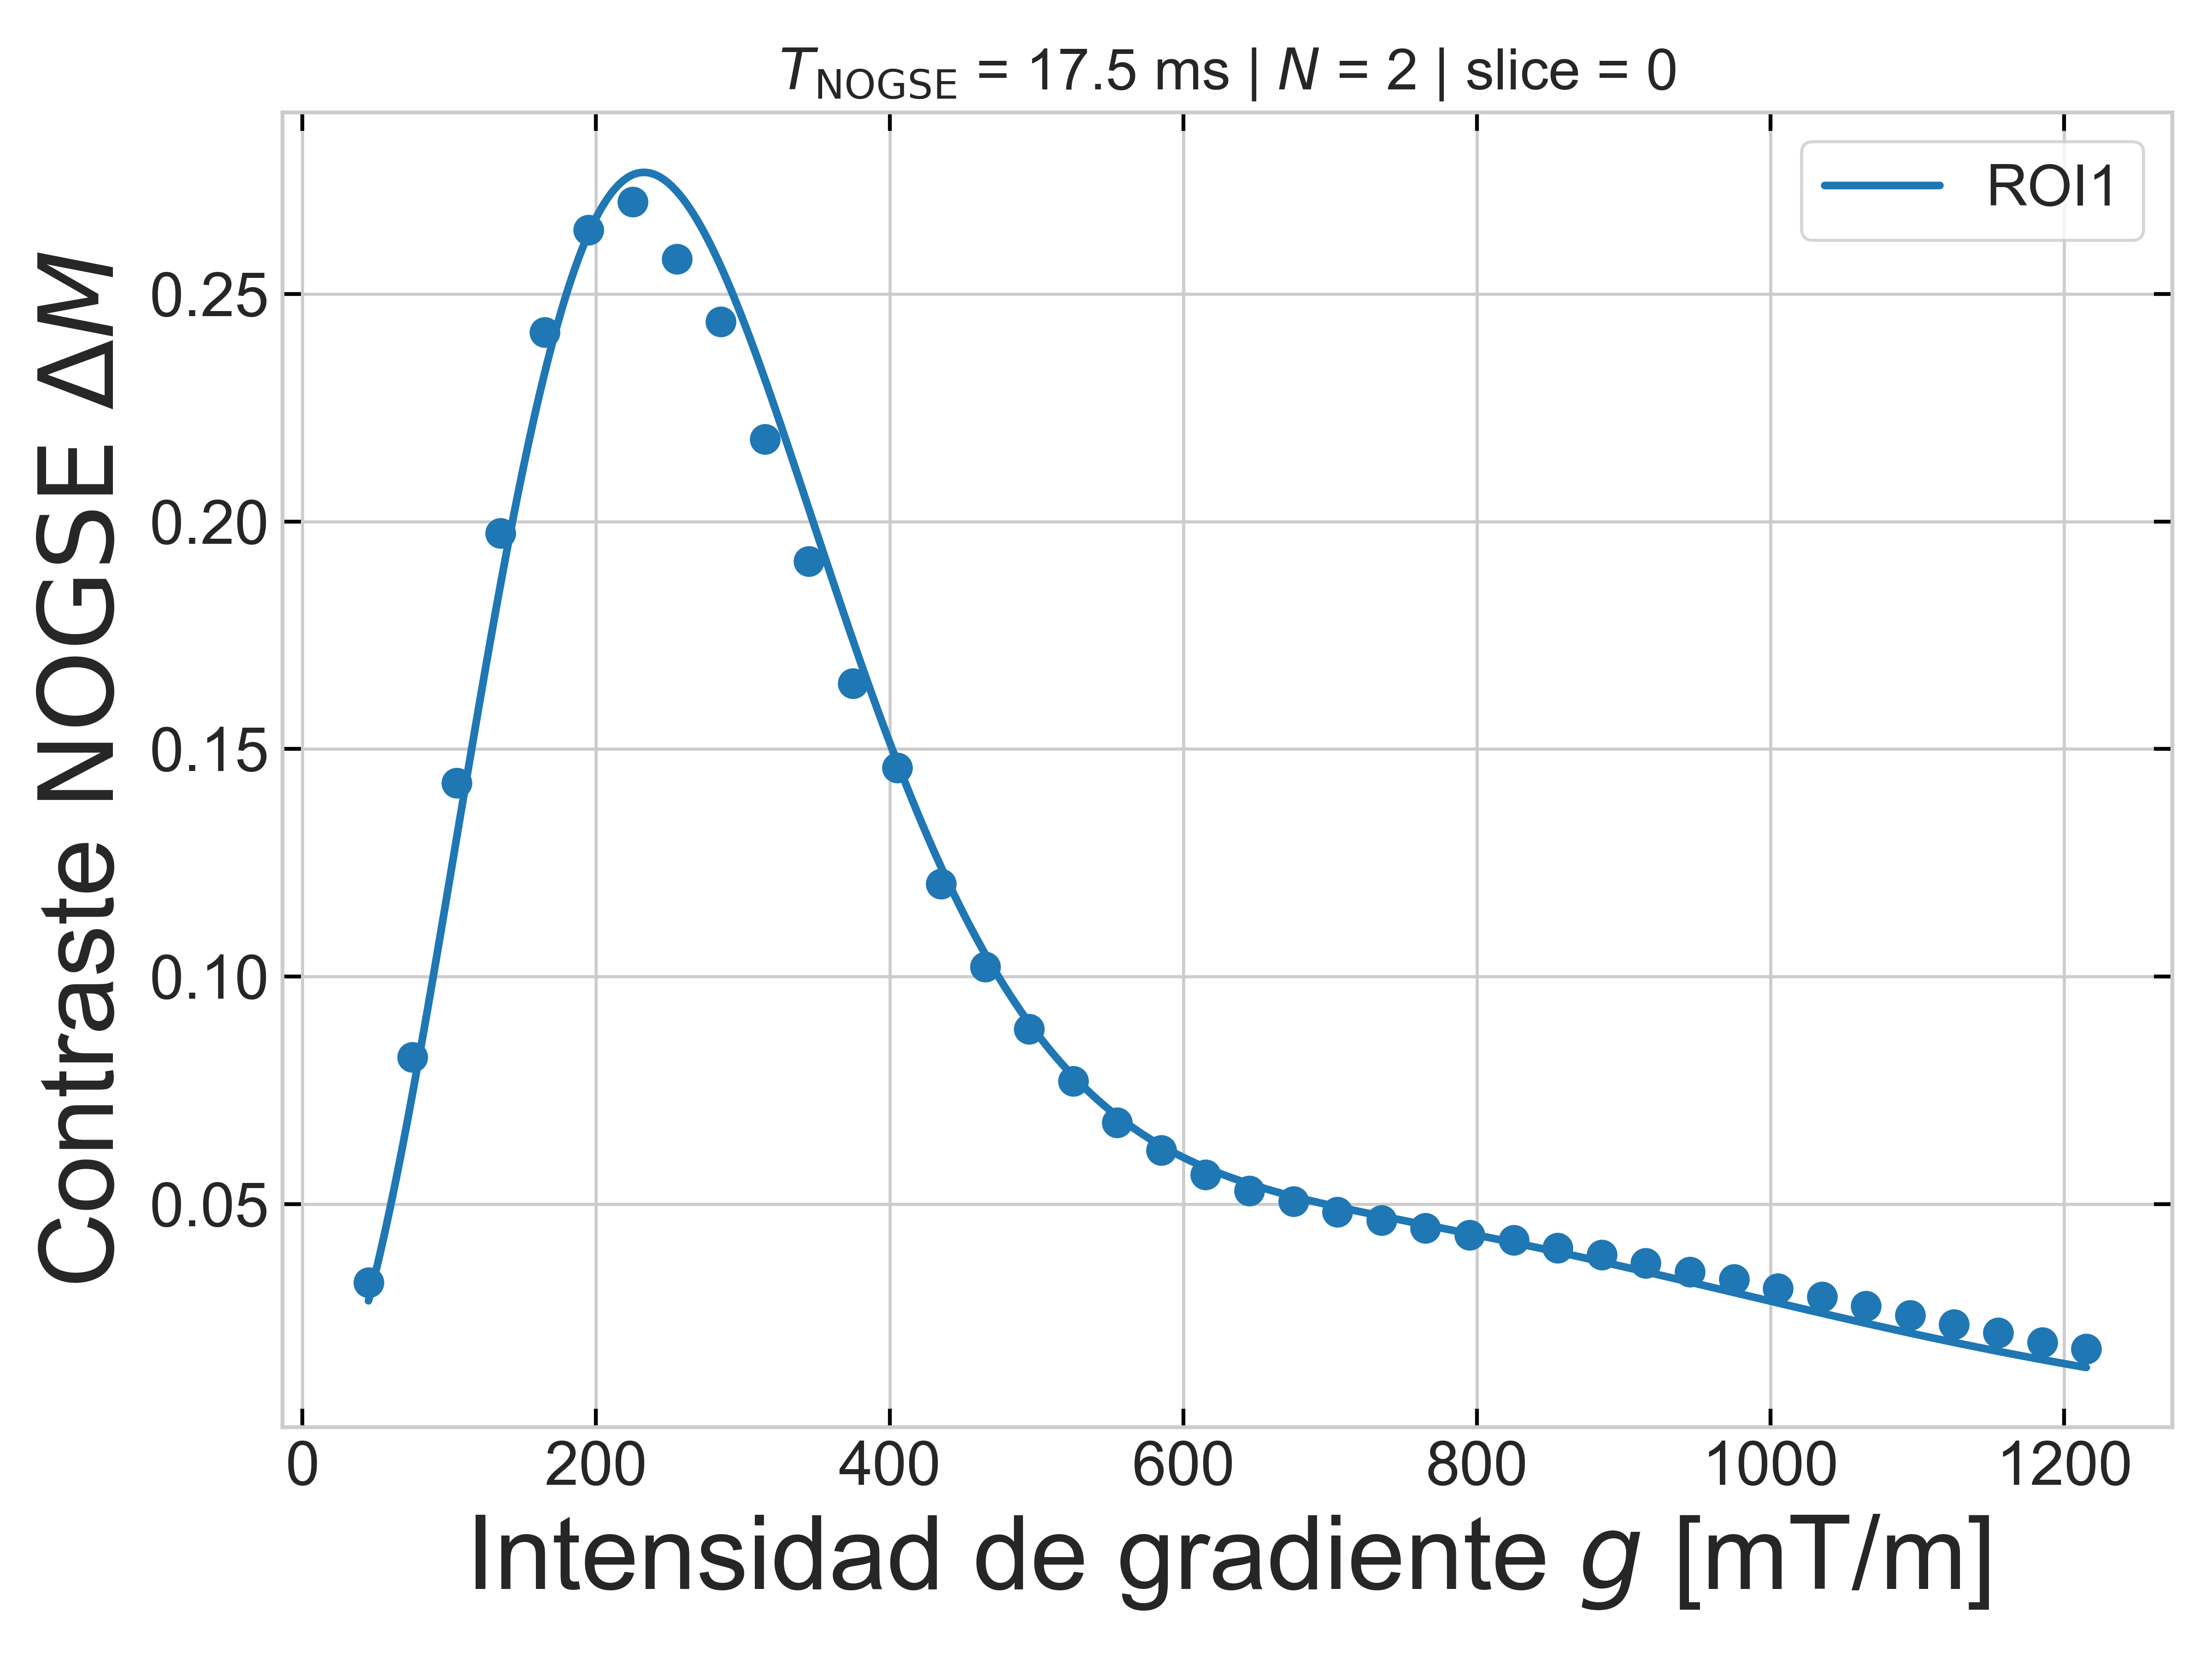 T_NOGSE = 17.5 ms | N = 2 | slice = 0
ROI1
Contraste NOGSE ΔM
0.25
0.20
0.15
0.10
0.05
0 200 400 600 800 1000 1200
Intensidad de gradiente g [mT/m]